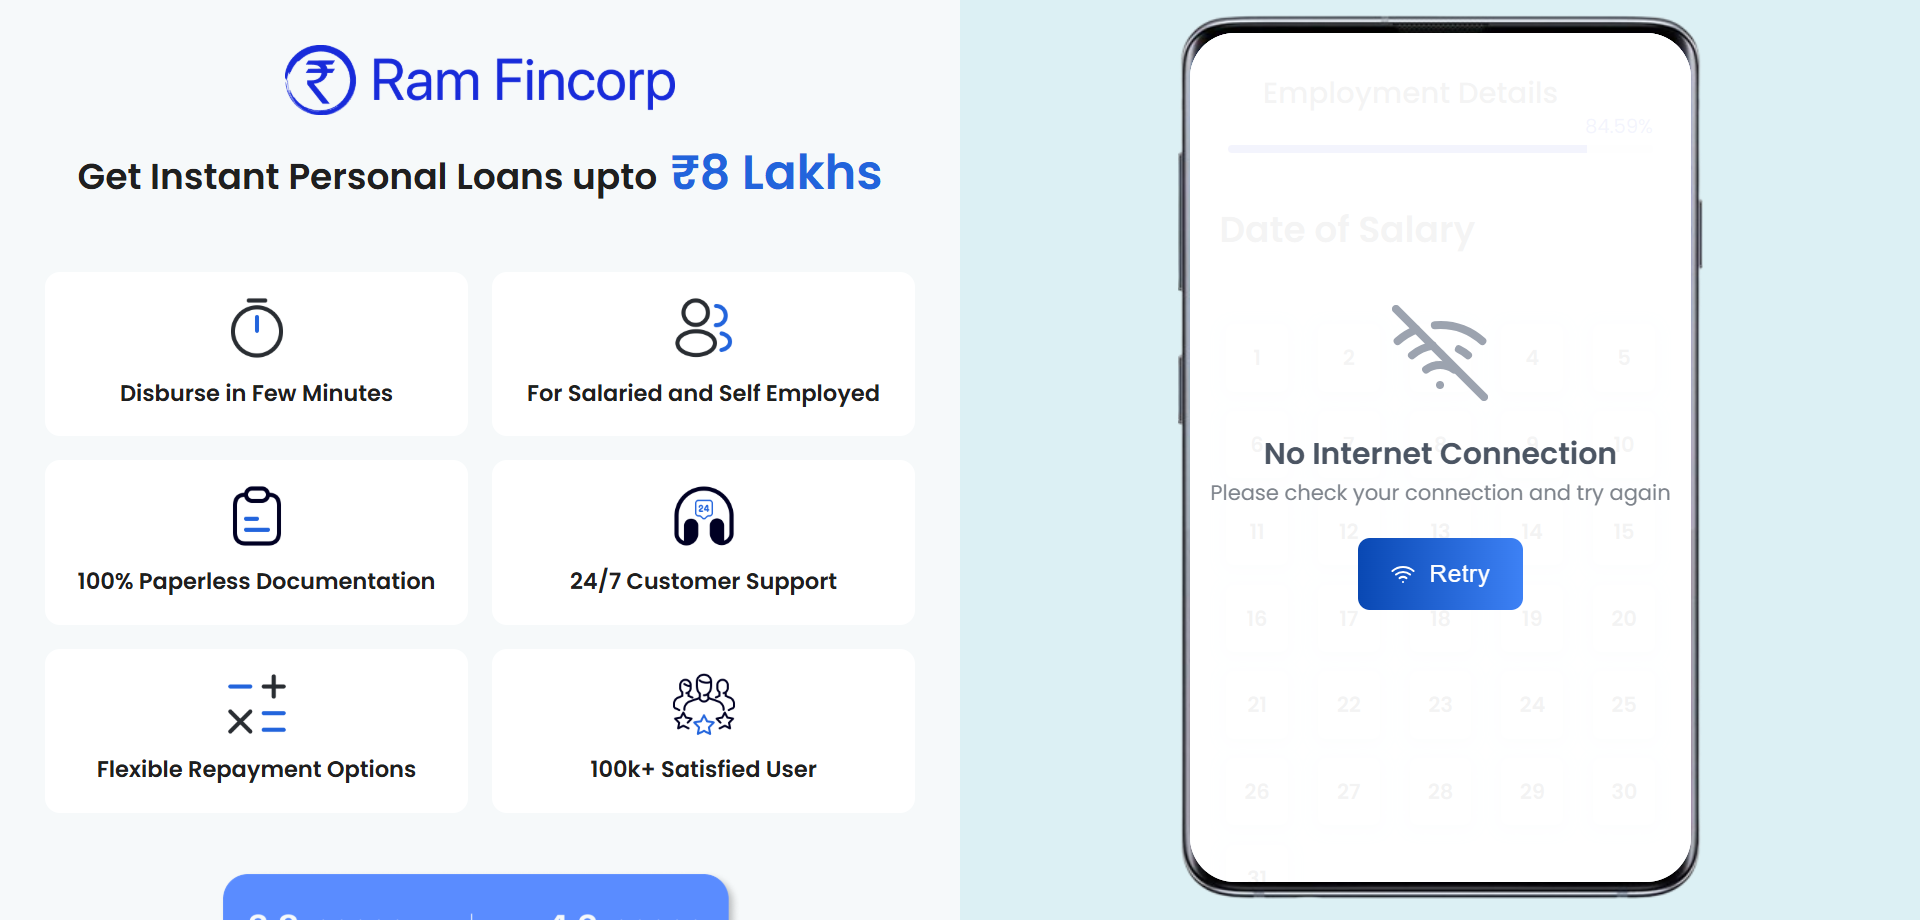 Ram Fincorp
Get Instant Personal Loans upto ₹8 Lakhs
Disburse in Few Minutes
For Salaried and Self Employed
100% Paperless Documentation
24
24/7 Customer Support
Flexible Repayment Options
100k+ Satisfied User
Employment Details
84.59%
Date of Salary
1 2 4 5
No Internet Connection
Please check your connection and try again
11 12 13 14 15
Retry
16 17 18 19 20
21 22 23 24 25
26 27 28 29 30
31